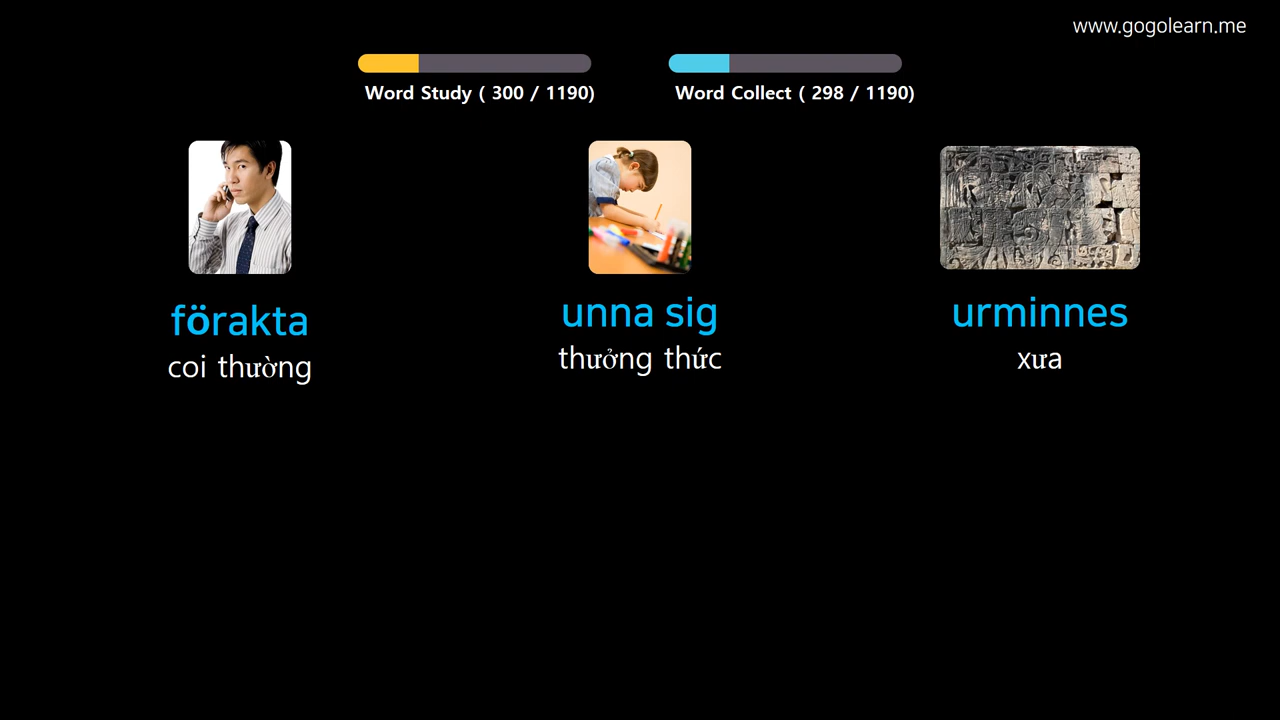 www.gogolearn.me
Word Study ( 300 / 1190)
Word Collect ( 298 / 1190)
förakta
coi thường
unna sig
thưởng thức
urminnes
xưa